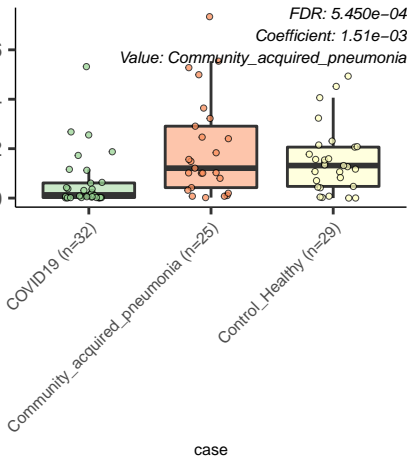 FDR: 5.450e−04
Coefficient: 1.51e−03
Value: Community_acquired_pneumonia
COVID19 (n=32)
Community_acquired_pneumonia (n=25)
Control_Healthy (n=29)
case